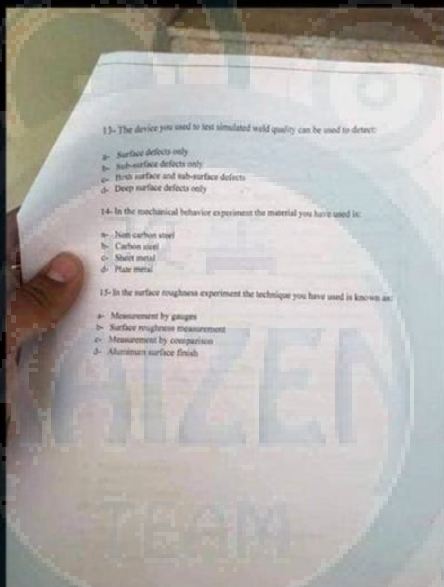 13- The device you used to test simulated weld quality can be used to detect:
a- Surface defects only
b- Sub-surface defects only
c- Both surface and sub-surface defects
d- Deep surface defects only
14- In the mechanical behavior experiment the material you have used is:
a- Non carbon steel
b- Carbon steel
c- Sheet metal
d- Plate metal
15- In the surface roughness experiment the technique you have used is known as:
a- Measurement by gauges
b- Surface roughness measurement
c- Measurement by comparison
d- Aluminum surface finish
KAIZEN
TEAM